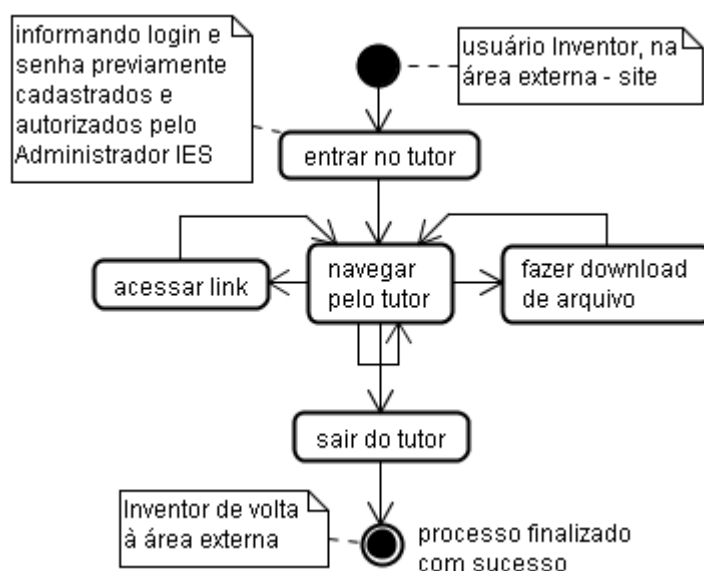 informando login e
senha previamente
cadastrados e
autorizados pelo
Administrador IES
usuário Inventor, na
área externa - site
entrar no tutor
acessar link
navegar
pelo tutor
fazer download
de arquivo
sair do tutor
Inventor de volta
à área externa
processo finalizado
com sucesso